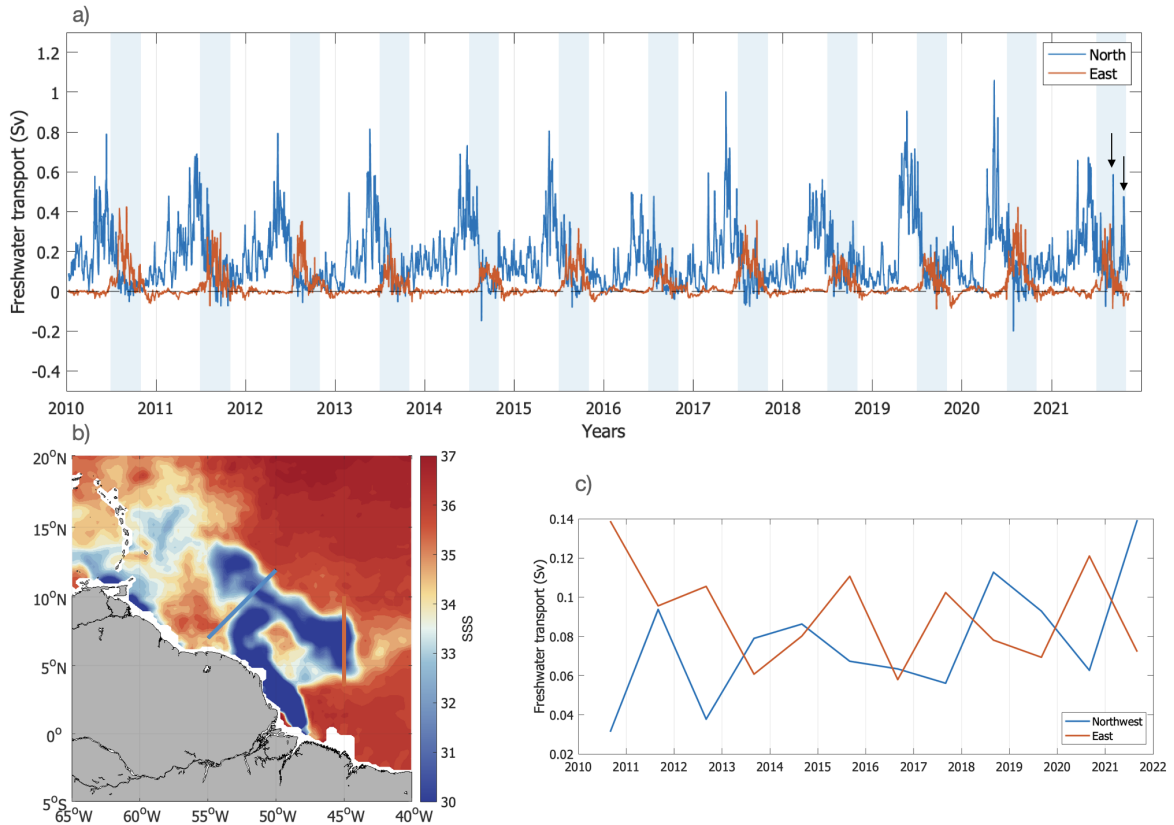 a)
Freshwater transport (Sv)
1.2
1
0.8
0.6
0.4
0.2
0
-0.2
-0.4
North
East
2010 2011 2012 2013 2014 2015 2016 2017 2018 2019 2020 2021
Years
b)
20°N
15°N
10°N
5°N
0°
5°S
65°W 60°W 55°W 50°W 45°W 40°W
37
36
35
34
33
32
31
30
SSS
c)
Freshwater transport (Sv)
0.14
0.12
0.1
0.08
0.06
0.04
0.02
Northwest
East
2010 2011 2012 2013 2014 2015 2016 2017 2018 2019 2020 2021 2022